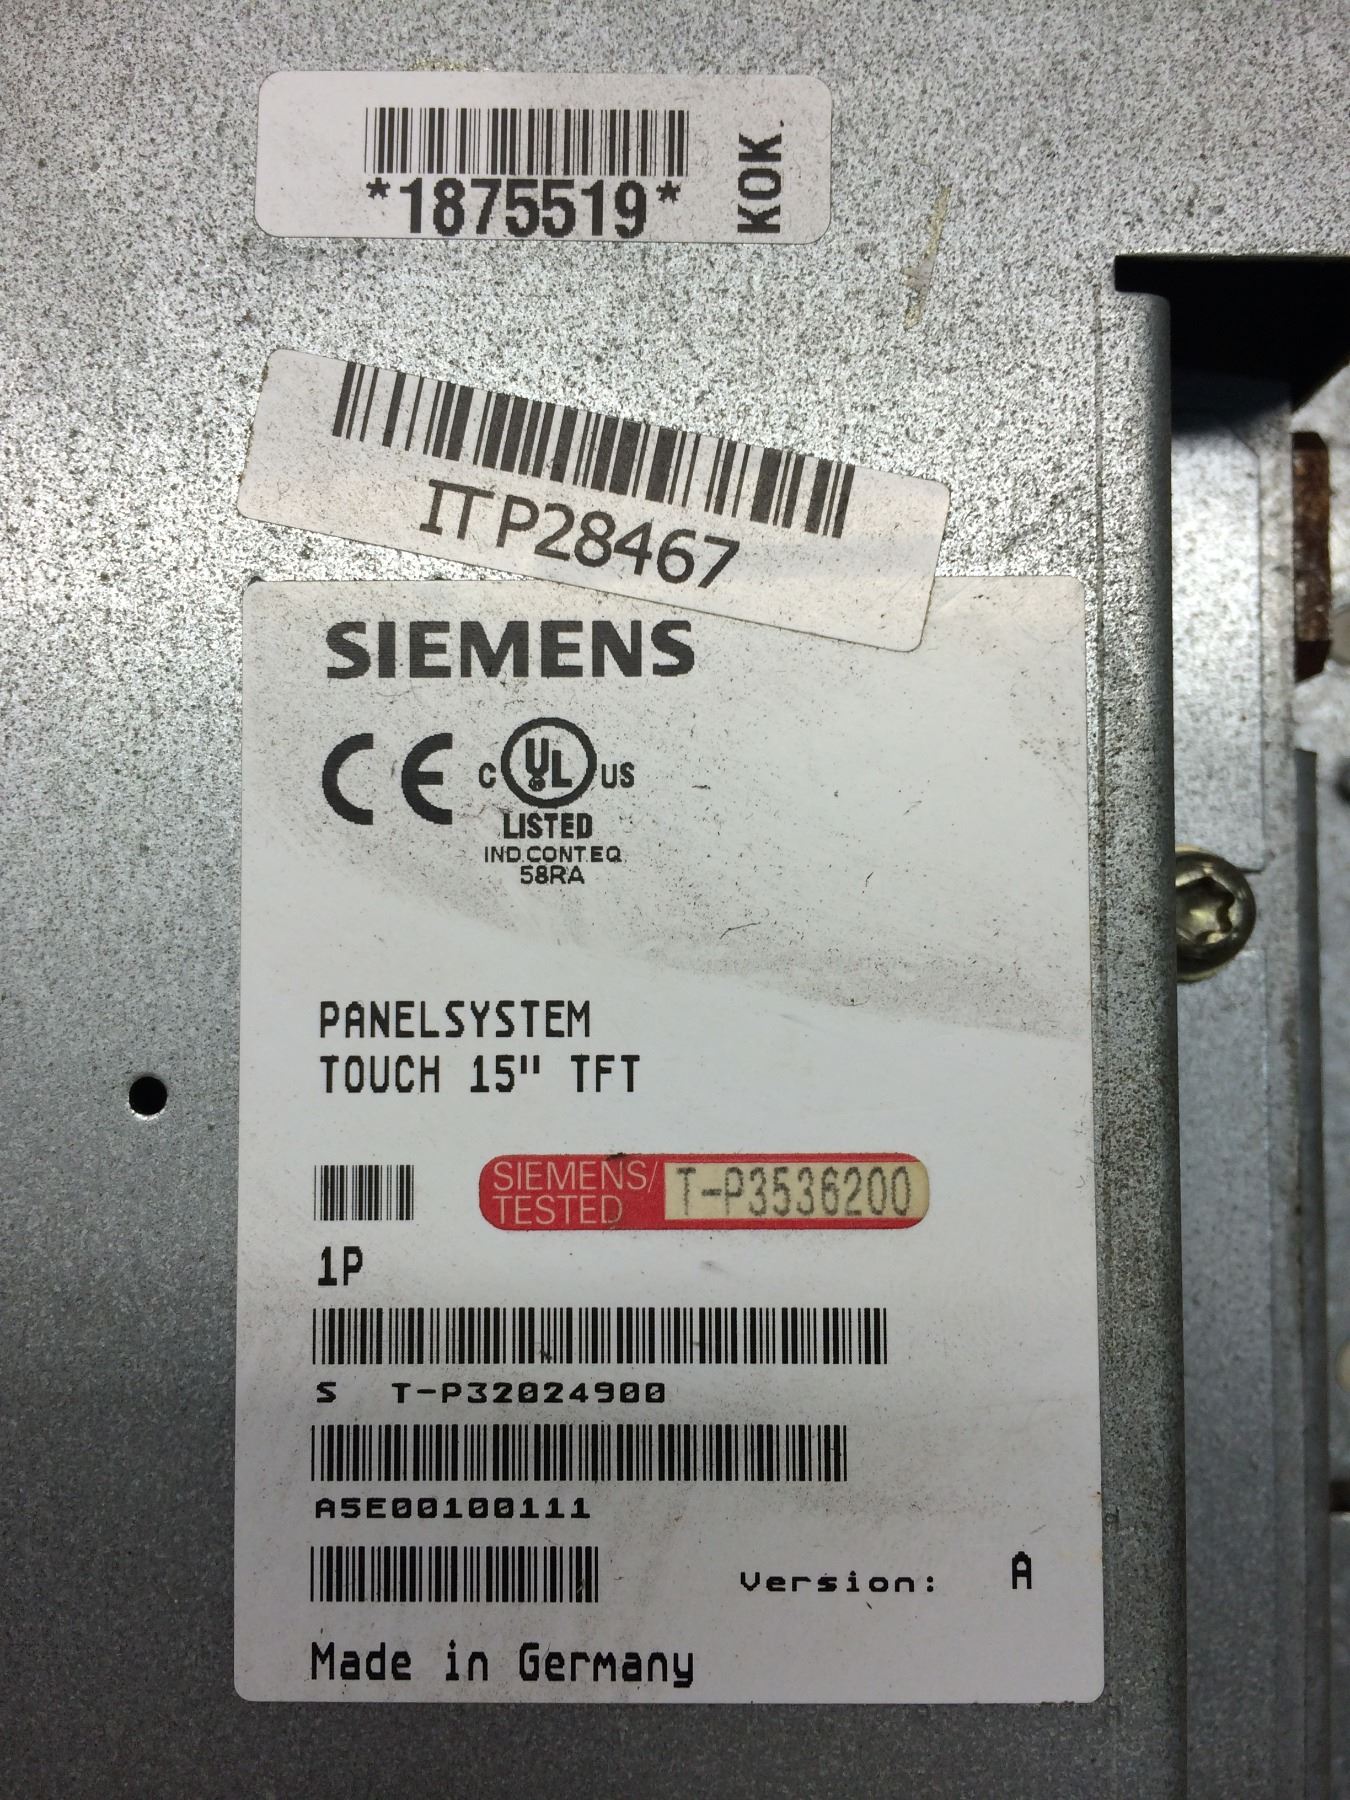 *1875519*
KOK.
ITP28467
SIEMENS
CE C UL US
LISTED
IND.CONT.EQ.
58RA
PANELSYSTEM
TOUCH 15" TFT
SIEMENS/
TESTED
T-P3536200
1P
S T-P32024900
A5E00100111
Version: A
Made in Germany